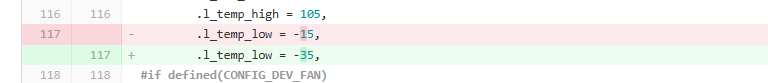 116 116 .l_temp_high = 105,
117 - .l_temp_low = -15,
117 + .l_temp_low = -35,
118 118 #if defined(CONFIG_DEV_FAN)